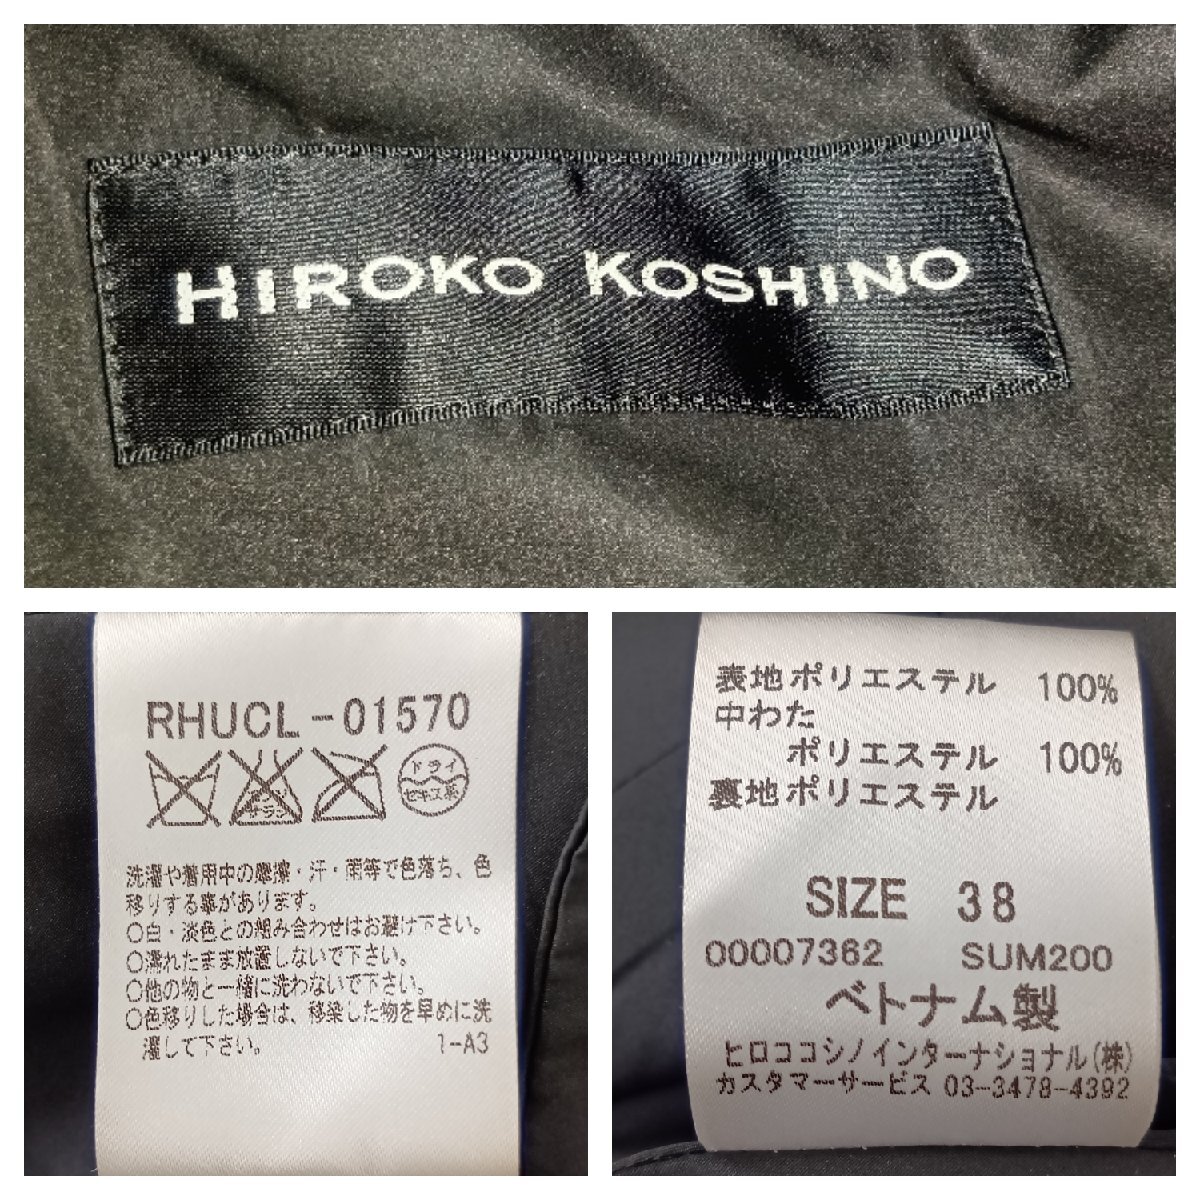 HIROKO KOSHINO
RHUCL-01570
エンソ
サラシ
ドライ
セキユ系
洗濯や着用中の摩擦・汗・雨等で色落ち、色
移りする事があります。
○白・淡色との組み合わせはお避け下さい。
○濡れたまま放置しないで下さい。
○他の物と一緒に洗わないで下さい。
○色移りした場合は、移染した物を早めに洗
濯して下さい。
1-A3
表地ポリエステル 100%
中わた
ポリエステル 100%
裏地ポリエステル
SIZE 38
00007362 SUM200
ベトナム製
ヒロココシノインターナショナル(株)
カスタマーサービス 03-3478-4392